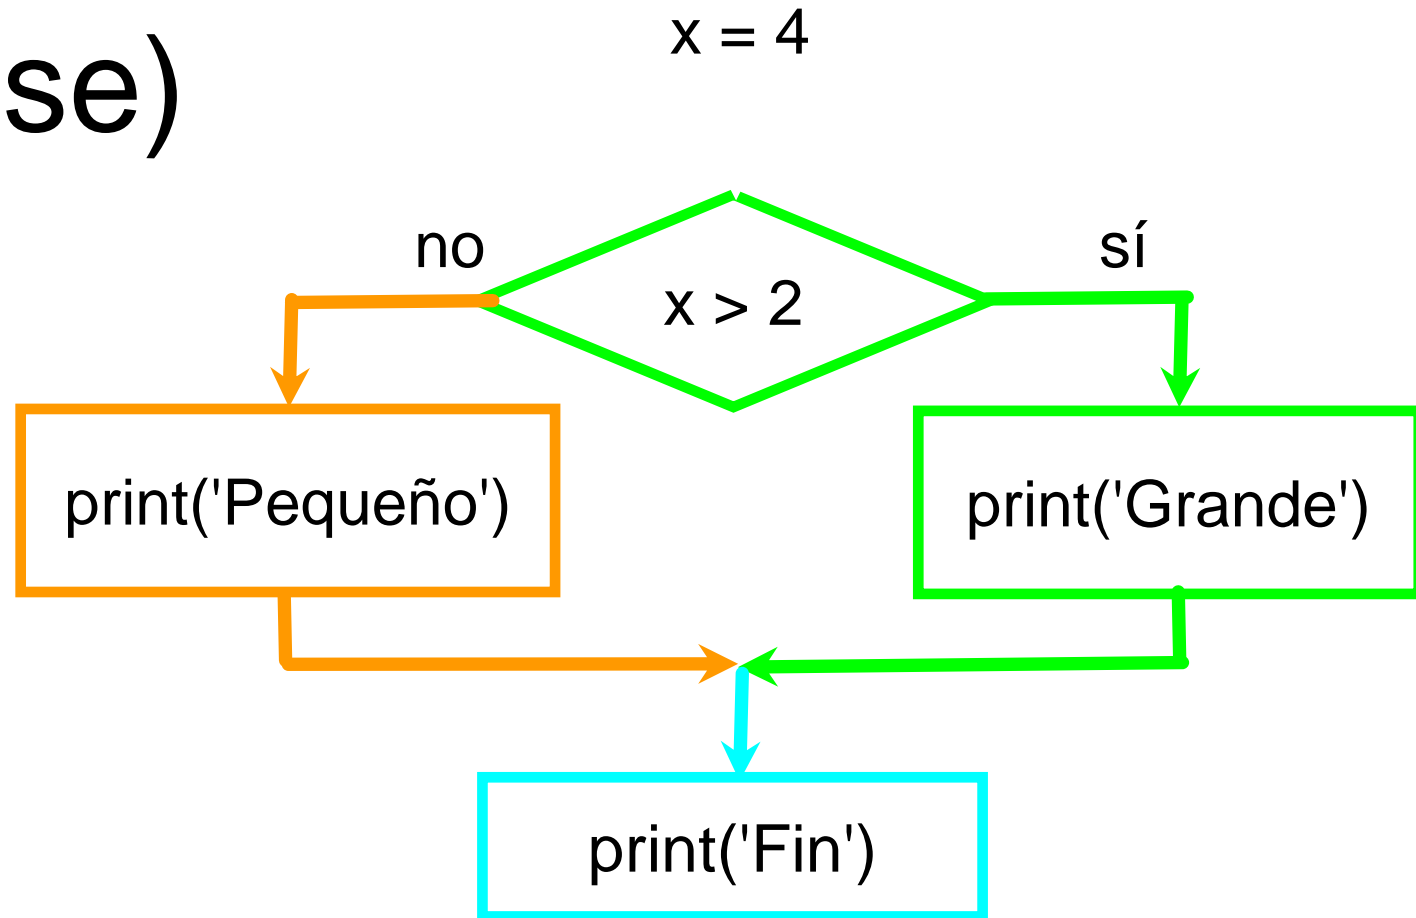 x = 4
se)
no
sí
x > 2
print('Pequeño')
print('Grande')
print('Fin')